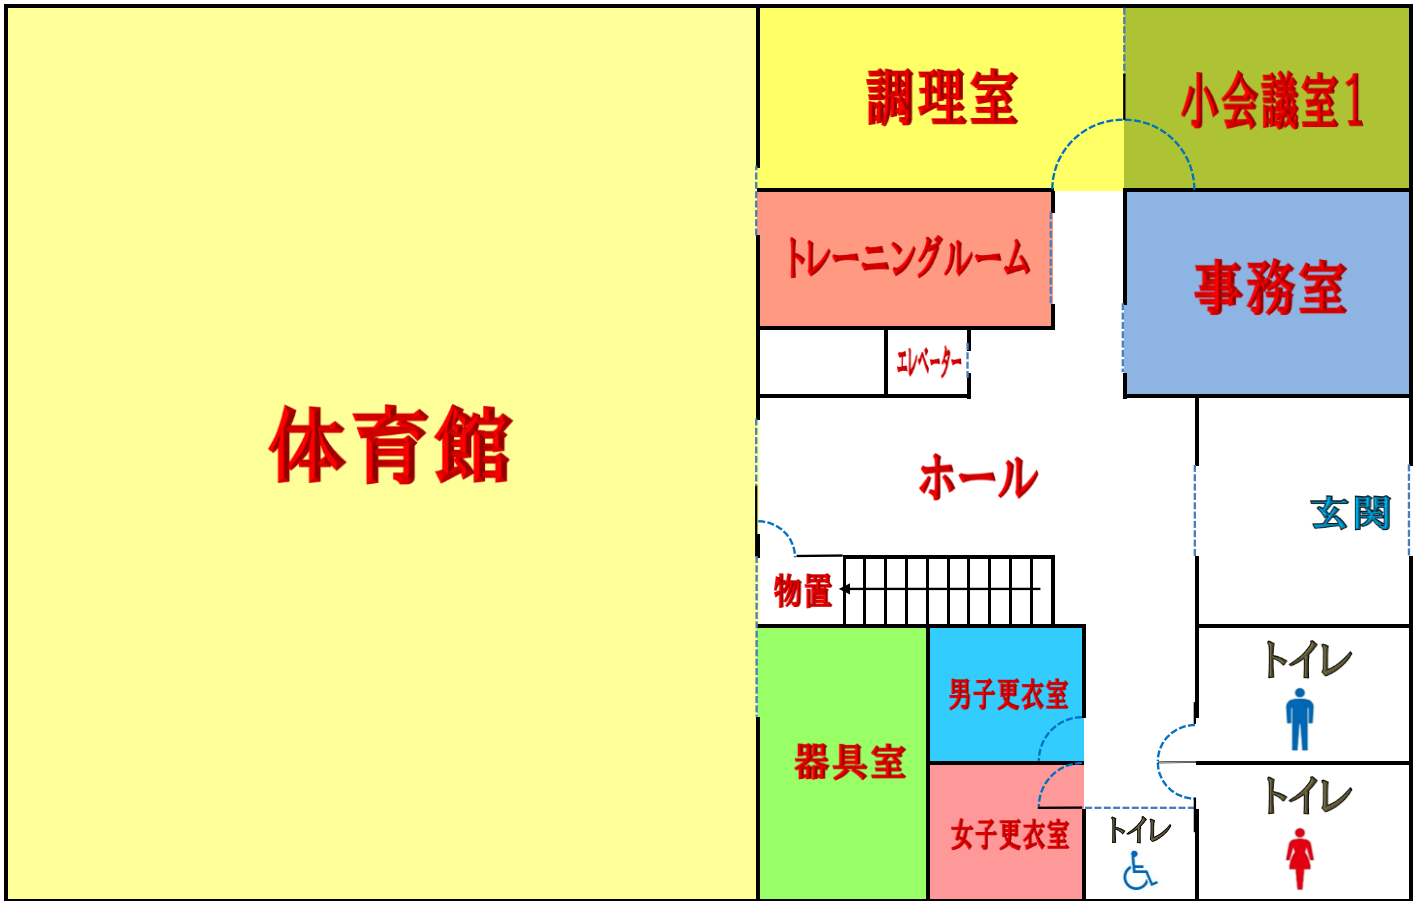 調理室
小会議室1
トレーニングルーム
事務室
エレベーター
体育館
ホール
玄関
物置
トイレ
男子更衣室
器具室
トイレ
女子更衣室
トイレ